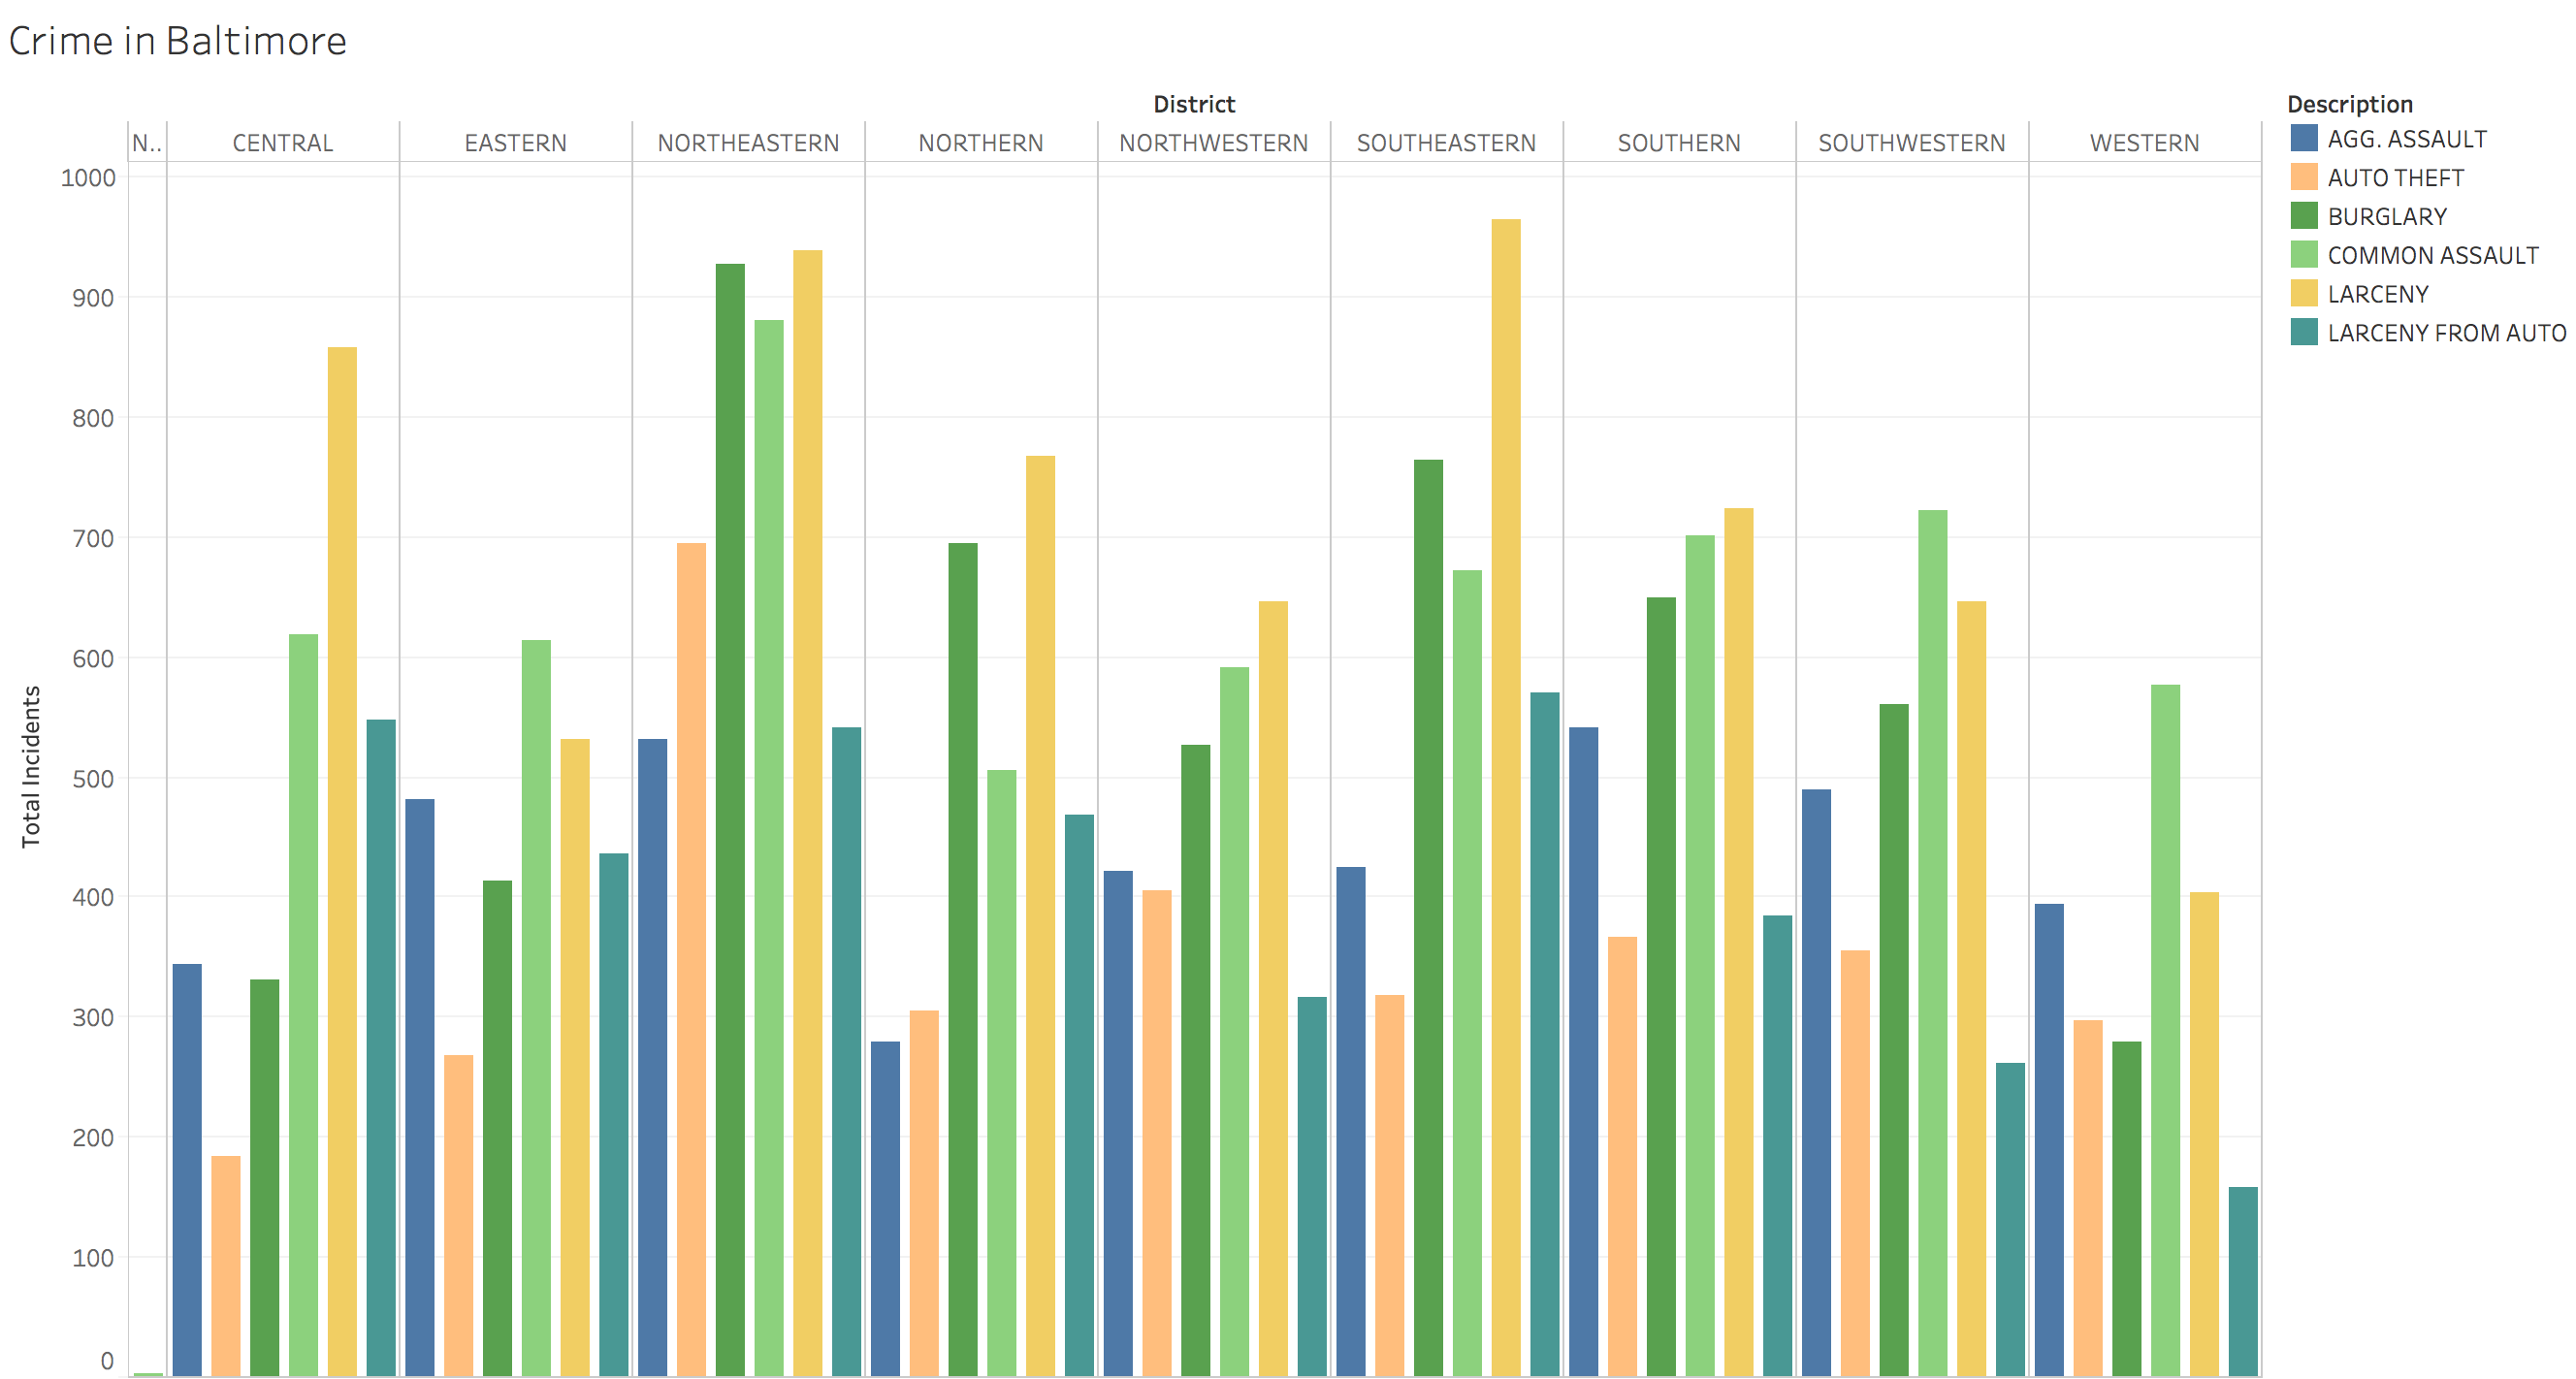 Crime in Baltimore
District
N.. CENTRAL EASTERN NORTHEASTERN NORTHERN NORTHWESTERN SOUTHEASTERN SOUTHERN SOUTHWESTERN WESTERN
Description
AGG. ASSAULT
AUTO THEFT
BURGLARY
COMMON ASSAULT
LARCENY
LARCENY FROM AUTO
Total Incidents
1000
900
800
700
600
500
400
300
200
100
0